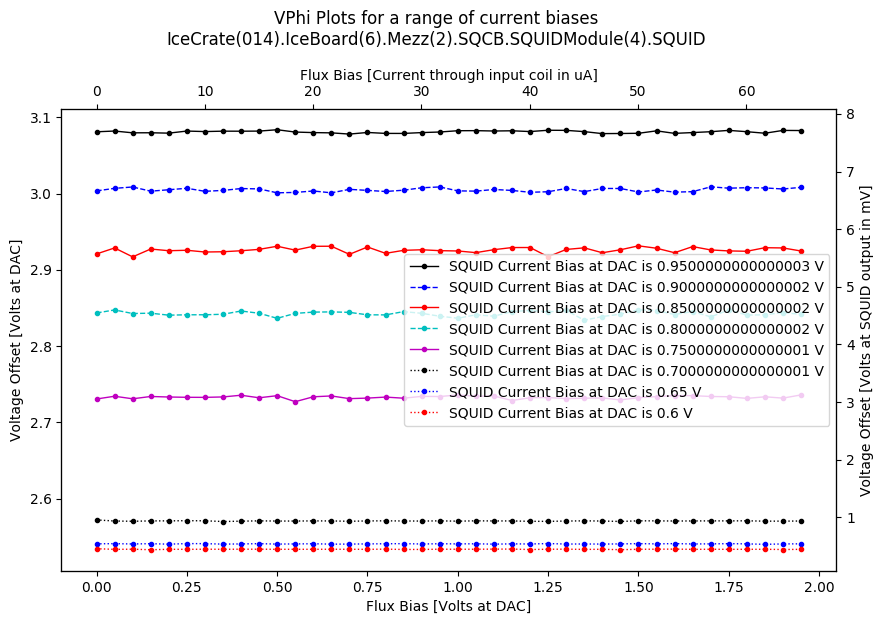 VPhi Plots for a range of current biases
IceCrate(014).IceBoard(6).Mezz(2).SQCB.SQUIDModule(4).SQUID
Flux Bias [Current through input coil in uA]
0 10 20 30 40 50 60
3.1
3.0
2.9
2.8
2.7
2.6
Voltage Offset [Volts at DAC]
8
7
6
5
4
3
2
1
Voltage Offset [Volts at SQUID output in mV]
SQUID Current Bias at DAC is 0.9500000000000003 V
SQUID Current Bias at DAC is 0.9000000000000002 V
SQUID Current Bias at DAC is 0.8500000000000002 V
SQUID Current Bias at DAC is 0.8000000000000002 V
SQUID Current Bias at DAC is 0.7500000000000001 V
SQUID Current Bias at DAC is 0.7000000000000001 V
SQUID Current Bias at DAC is 0.65 V
SQUID Current Bias at DAC is 0.6 V
0.00 0.25 0.50 0.75 1.00 1.25 1.50 1.75 2.00
Flux Bias [Volts at DAC]